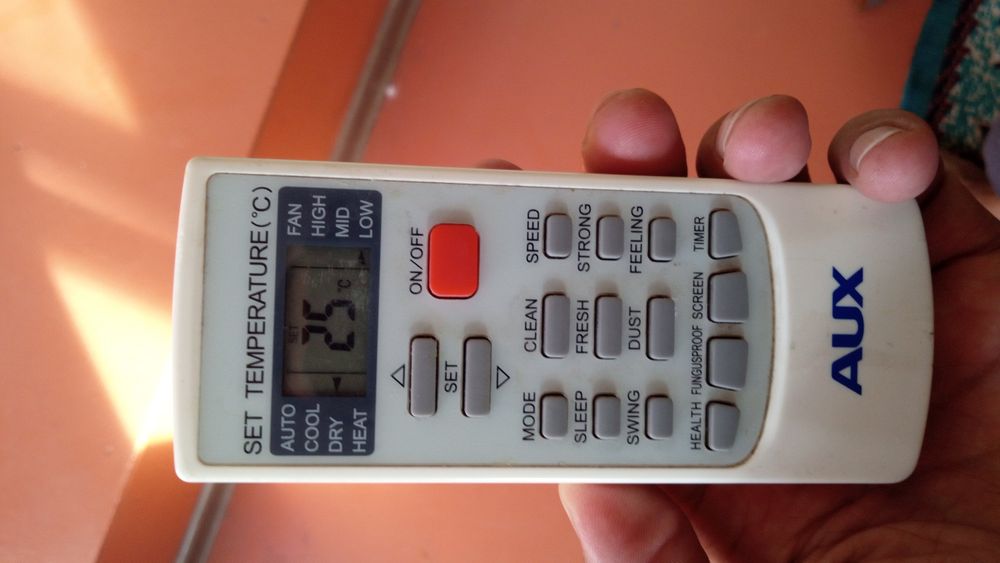 SET TEMPERATURE(℃)
AUTO
COOL
DRY
HEAT
SET
25 ℃
FAN
HIGH
MID
LOW
SET
ON/OFF
MODE CLEAN SPEED
SLEEP FRESH STRONG
SWING DUST FEELING
HEALTH FUNGUSPROOF SCREEN TIMER
AUX